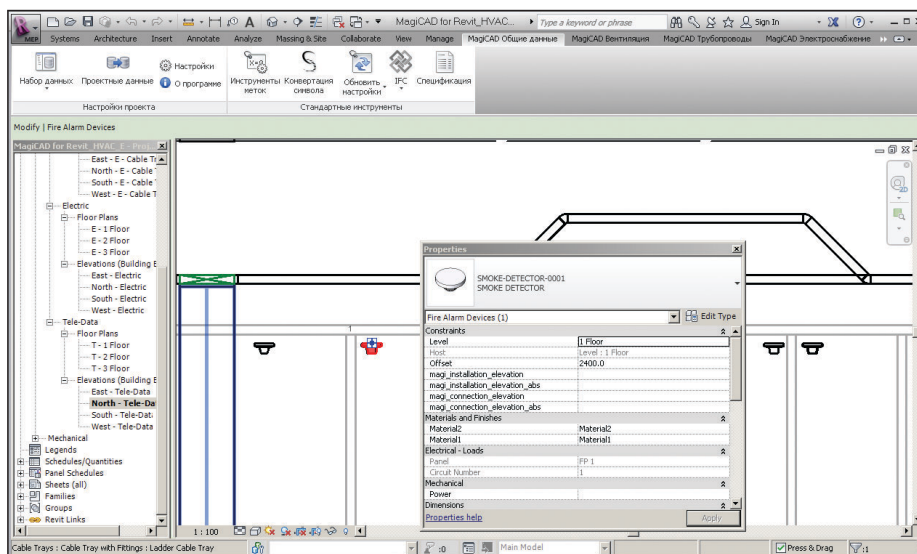 MagiCAD for Revit_HVAC... Type a keyword or phrase Sign In
MEP Systems Architecture Insert Annotate Analyze Massing & Site Collaborate View Manage MagiCAD Общие данные MagiCAD Вентиляция MagiCAD Трубопроводы MagiCAD Электроснабжение
Набор данных Проектные данные Настройки О программе Инструменты меток Конвертация символа Обновить настройки IFC Спецификация
Настройки проекта Стандартные инструменты
Modify | Fire Alarm Devices
MagiCAD for Revit_HVAC_E - Proj...
East - E - Cable Tr
North - E - Cable
South - E - Cable
West - E - Cable T
Electric
Floor Plans
E - 1 Floor
E - 2 Floor
E - 3 Floor
Elevations (Building E
East - Electric
North - Electric
South - Electric
West - Electric
Tele-Data
Floor Plans
T - 1 Floor
T - 2 Floor
T - 3 Floor
Elevations (Building E
East - Tele-Data
North - Tele-Da
South - Tele-Dat
West - Tele-Data
Mechanical
Legends
Schedules/Quantities
Panel Schedules
Sheets (all)
Families
Groups
Revit Links
1
2D
Properties
SMOKE-DETECTOR-0001
SMOKE DETECTOR
Fire Alarm Devices (1) Edit Type
Constraints
Level 1 Floor
Host Level : 1 Floor
Offset 2400.0
magi_installation_elevation
magi_installation_elevation_abs
magi_connection_elevation
magi_connection_elevation_abs
Materials and Finishes
Material2 Material2
Material1 Material1
Electrical - Loads
Panel FP 1
Circuit Number 1
Mechanical
Power
Dimensions
Properties help Apply
1 : 100
Cable Trays : Cable Tray with Fittings : Ladder Cable Tray :0 Main Model Press & Drag :1